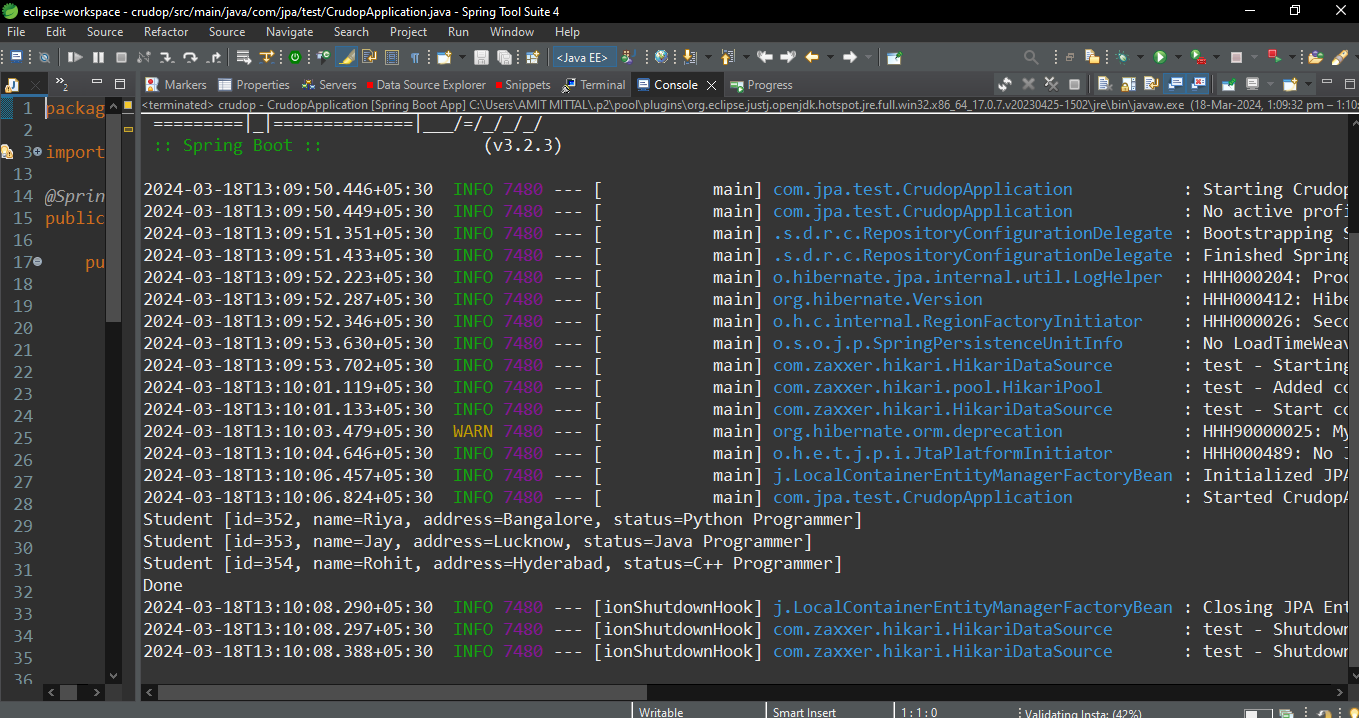 eclipse-workspace - crudop/src/main/java/com/jpa/test/CrudopApplication.java - Spring Tool Suite 4
File Edit Source Refactor Source Navigate Search Project Run Window Help
<Java EE>
»2 Markers Properties Servers Data Source Explorer Snippets Terminal Console Progress
<terminated> crudop - CrudopApplication [Spring Boot App] C:\Users\AMIT MITTAL\.p2\pool\plugins\org.eclipse.justj.openjdk.hotspot.jre.full.win32.x86_64_17.0.7.v20230425-1502\jre\bin\javaw.exe (18-Mar-2024, 1:09:32 pm – 1:10:
1 packag
2
3 import
13
14 @Sprin
15 public
16
17 pu
18
19
20
21
22
23
24
25
26
27
28
29
30
31
32
33
34
35
36
=========|_|==============|___/=/_/_/_/
:: Spring Boot :: (v3.2.3)
2024-03-18T13:09:50.446+05:30 INFO 7480 --- [ main] com.jpa.test.CrudopApplication : Starting Crudop
2024-03-18T13:09:50.449+05:30 INFO 7480 --- [ main] com.jpa.test.CrudopApplication : No active profi
2024-03-18T13:09:51.351+05:30 INFO 7480 --- [ main] .s.d.r.c.RepositoryConfigurationDelegate : Bootstrapping S
2024-03-18T13:09:51.433+05:30 INFO 7480 --- [ main] .s.d.r.c.RepositoryConfigurationDelegate : Finished Spring
2024-03-18T13:09:52.223+05:30 INFO 7480 --- [ main] o.hibernate.jpa.internal.util.LogHelper : HHH000204: Proc
2024-03-18T13:09:52.287+05:30 INFO 7480 --- [ main] org.hibernate.Version : HHH000412: Hibe
2024-03-18T13:09:52.346+05:30 INFO 7480 --- [ main] o.h.c.internal.RegionFactoryInitiator : HHH000026: Seco
2024-03-18T13:09:53.630+05:30 INFO 7480 --- [ main] o.s.o.j.p.SpringPersistenceUnitInfo : No LoadTimeWeav
2024-03-18T13:09:53.702+05:30 INFO 7480 --- [ main] com.zaxxer.hikari.HikariDataSource : test - Starting
2024-03-18T13:10:01.119+05:30 INFO 7480 --- [ main] com.zaxxer.hikari.pool.HikariPool : test - Added co
2024-03-18T13:10:01.133+05:30 INFO 7480 --- [ main] com.zaxxer.hikari.HikariDataSource : test - Start co
2024-03-18T13:10:03.479+05:30 WARN 7480 --- [ main] org.hibernate.orm.deprecation : HHH90000025: My
2024-03-18T13:10:04.646+05:30 INFO 7480 --- [ main] o.h.e.t.j.p.i.JtaPlatformInitiator : HHH000489: No J
2024-03-18T13:10:06.457+05:30 INFO 7480 --- [ main] j.LocalContainerEntityManagerFactoryBean : Initialized JPA
2024-03-18T13:10:06.824+05:30 INFO 7480 --- [ main] com.jpa.test.CrudopApplication : Started CrudopA
Student [id=352, name=Riya, address=Bangalore, status=Python Programmer]
Student [id=353, name=Jay, address=Lucknow, status=Java Programmer]
Student [id=354, name=Rohit, address=Hyderabad, status=C++ Programmer]
Done
2024-03-18T13:10:08.290+05:30 INFO 7480 --- [ionShutdownHook] j.LocalContainerEntityManagerFactoryBean : Closing JPA Ent
2024-03-18T13:10:08.297+05:30 INFO 7480 --- [ionShutdownHook] com.zaxxer.hikari.HikariDataSource : test - Shutdown
2024-03-18T13:10:08.388+05:30 INFO 7480 --- [ionShutdownHook] com.zaxxer.hikari.HikariDataSource : test - Shutdown
Writable Smart Insert 1 : 1 : 0 Validating Insta: (42%)